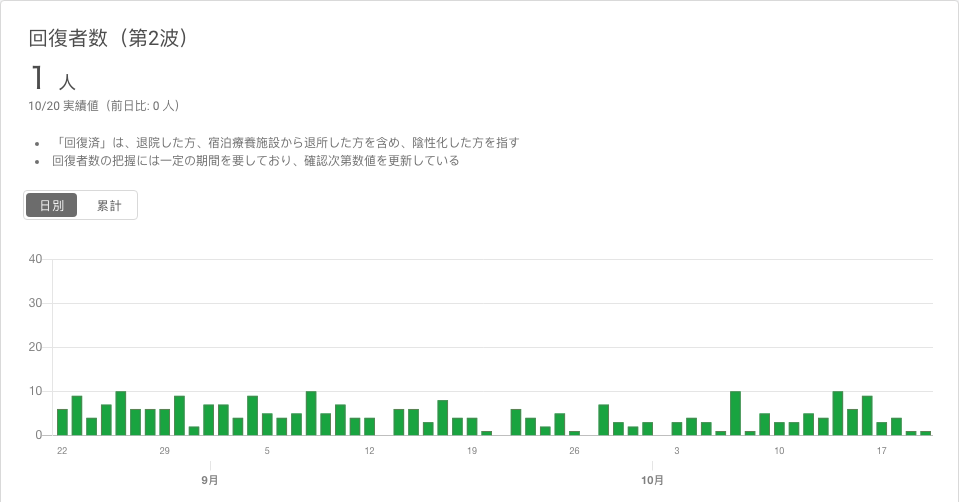 回復者数（第2波）
1 人
10/20 実績値（前日比: 0 人）
• 「回復済」は、退院した方、宿泊療養施設から退所した方を含め、陰性化した方を指す
• 回復者数の把握には一定の期間を要しており、確認次第数値を更新している
日別 累計
40
30
20
10
0
22 29 5 12 19 26 3 10 17
9月 10月